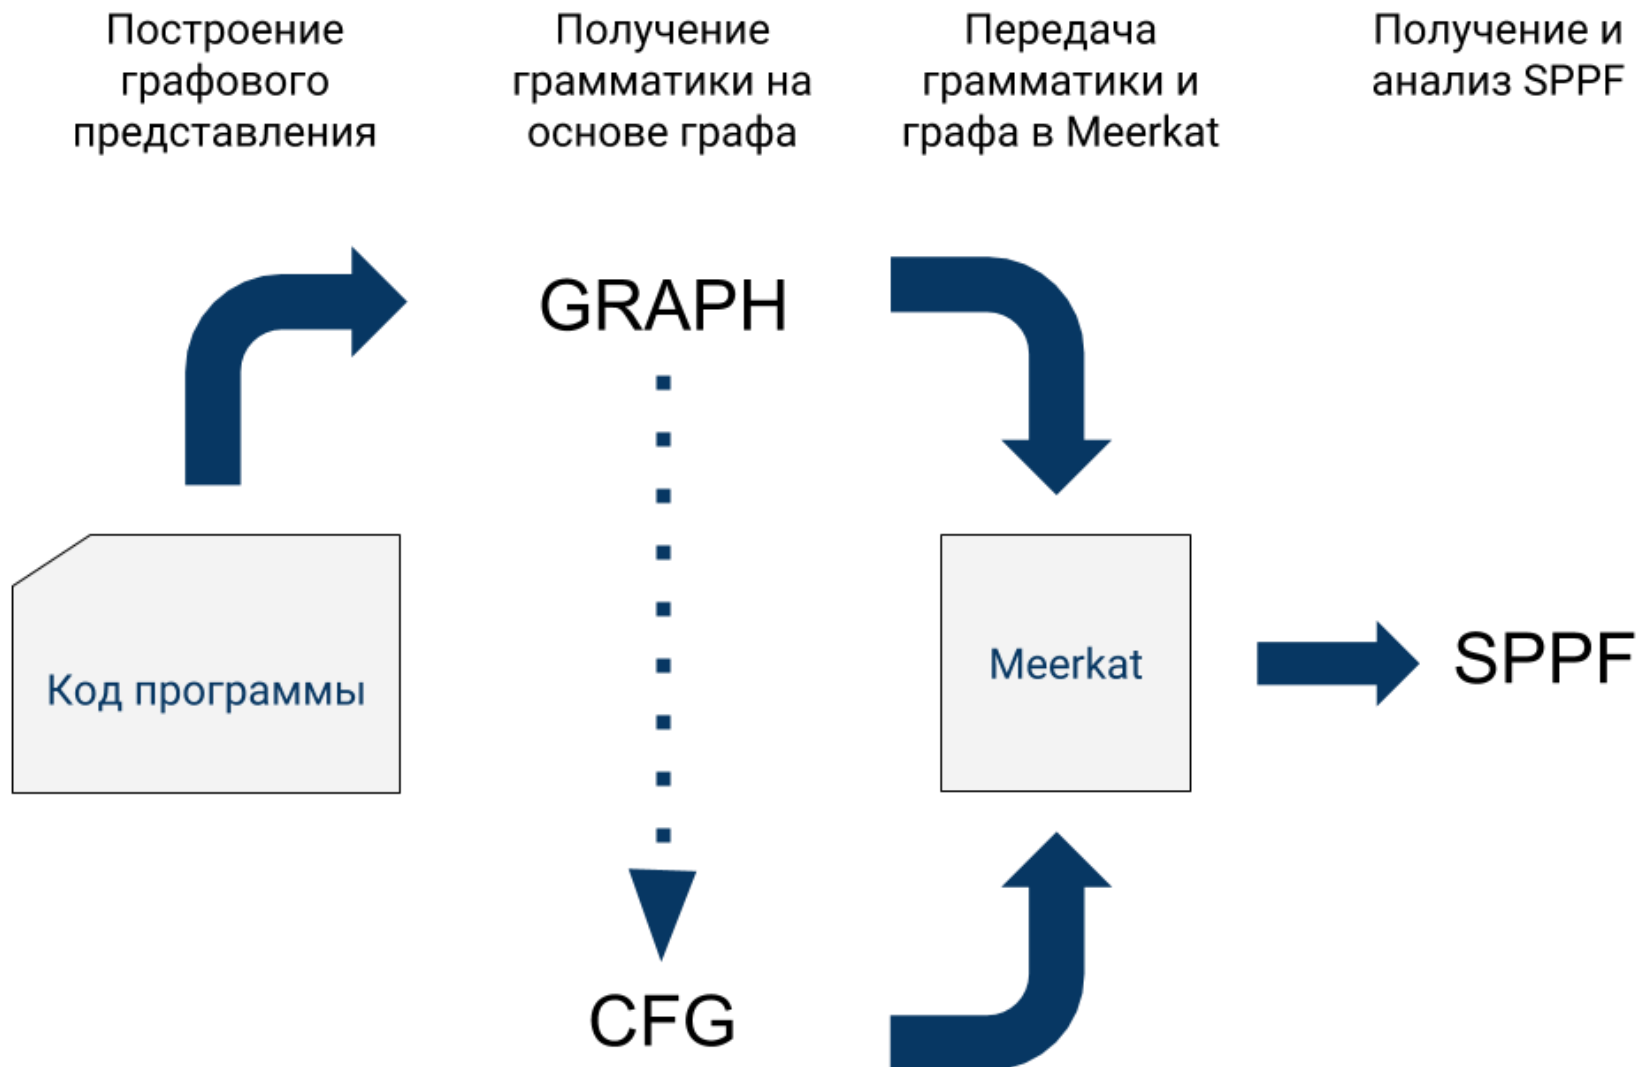 Построение
графового
представления
Получение
грамматики на
основе графа
Передача
грамматики и
графа в Meerkat
Получение и
анализ SPPF
GRAPH
Код программы
Meerkat
SPPF
CFG